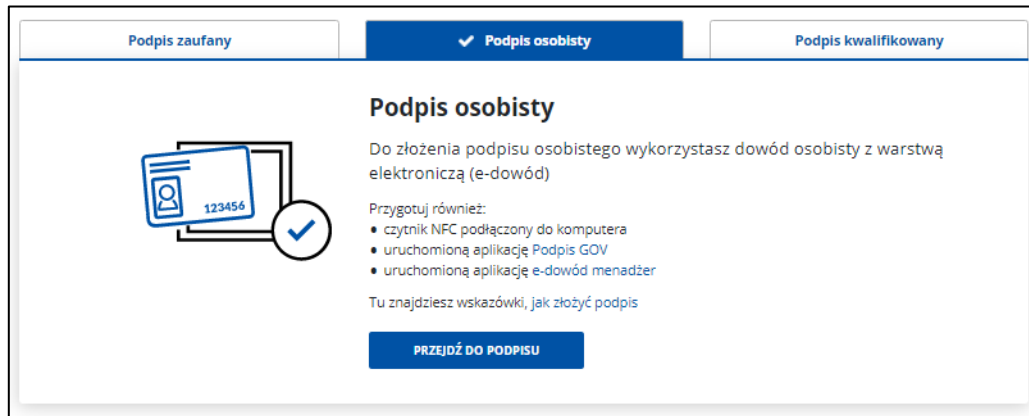 Podpis zaufany
Podpis osobisty
Podpis kwalifikowany
Podpis osobisty
Do złożenia podpisu osobistego wykorzystasz dowód osobisty z warstwą
elektroniczą (e-dowód)
Przygotuj również:
• czytnik NFC podłączony do komputera
• uruchomioną aplikację Podpis GOV
• uruchomioną aplikację e-dowód menadżer
Tu znajdziesz wskazówki, jak złożyć podpis
PRZEJDŹ DO PODPISU
123456